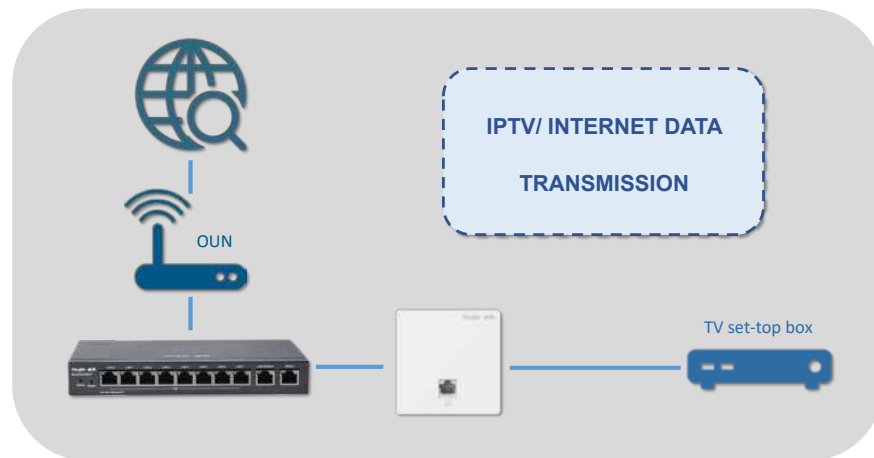 IPTV/ INTERNET DATA
TRANSMISSION
OUN
TV set-top box